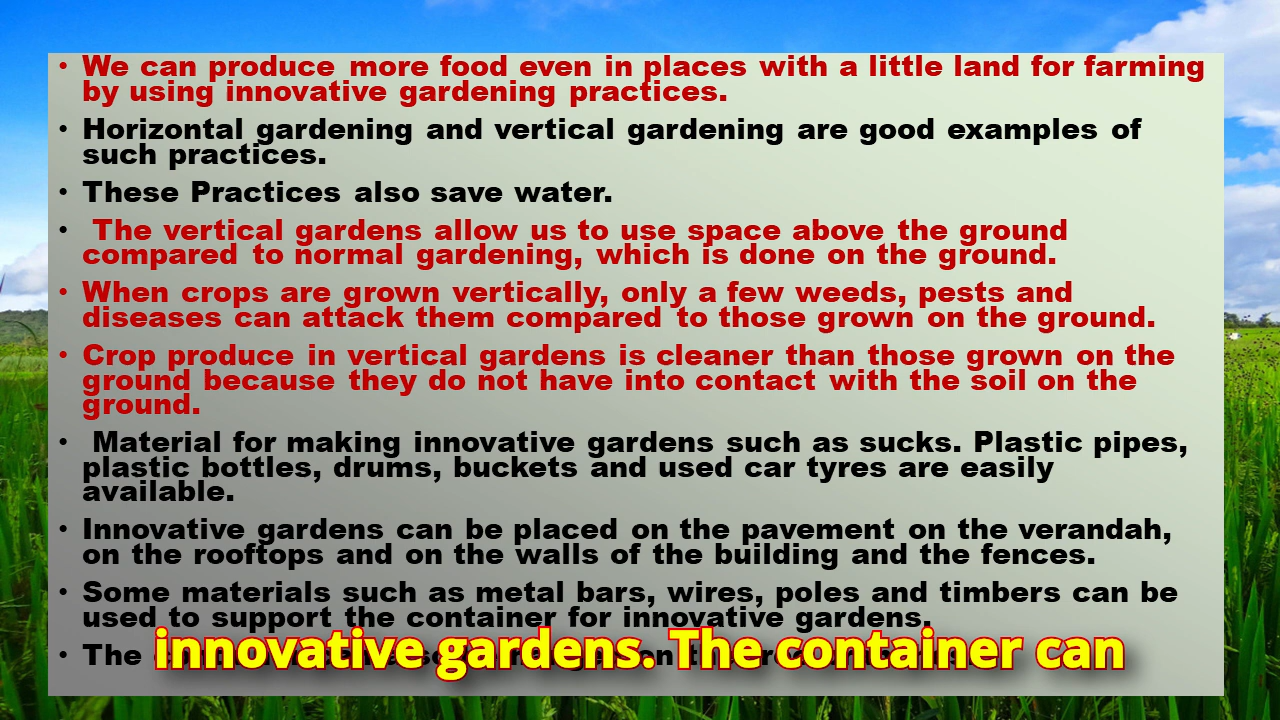 • We can produce more food even in places with a little land for farming
by using innovative gardening practices.
• Horizontal gardening and vertical gardening are good examples of
such practices.
• These Practices also save water.
• The vertical gardens allow us to use space above the ground
compared to normal gardening, which is done on the ground.
• When crops are grown vertically, only a few weeds, pests and
diseases can attack them compared to those grown on the ground.
• Crop produce in vertical gardens is cleaner than those grown on the
ground because they do not have into contact with the soil on the
ground.
• Material for making innovative gardens such as sucks. Plastic pipes,
plastic bottles, drums, buckets and used car tyres are easily
available.
• Innovative gardens can be placed on the pavement on the verandah,
on the rooftops and on the walls of the building and the fences.
• Some materials such as metal bars, wires, poles and timbers can be
used to support the container for innovative gardens.
• The
innovative gardens. The container can